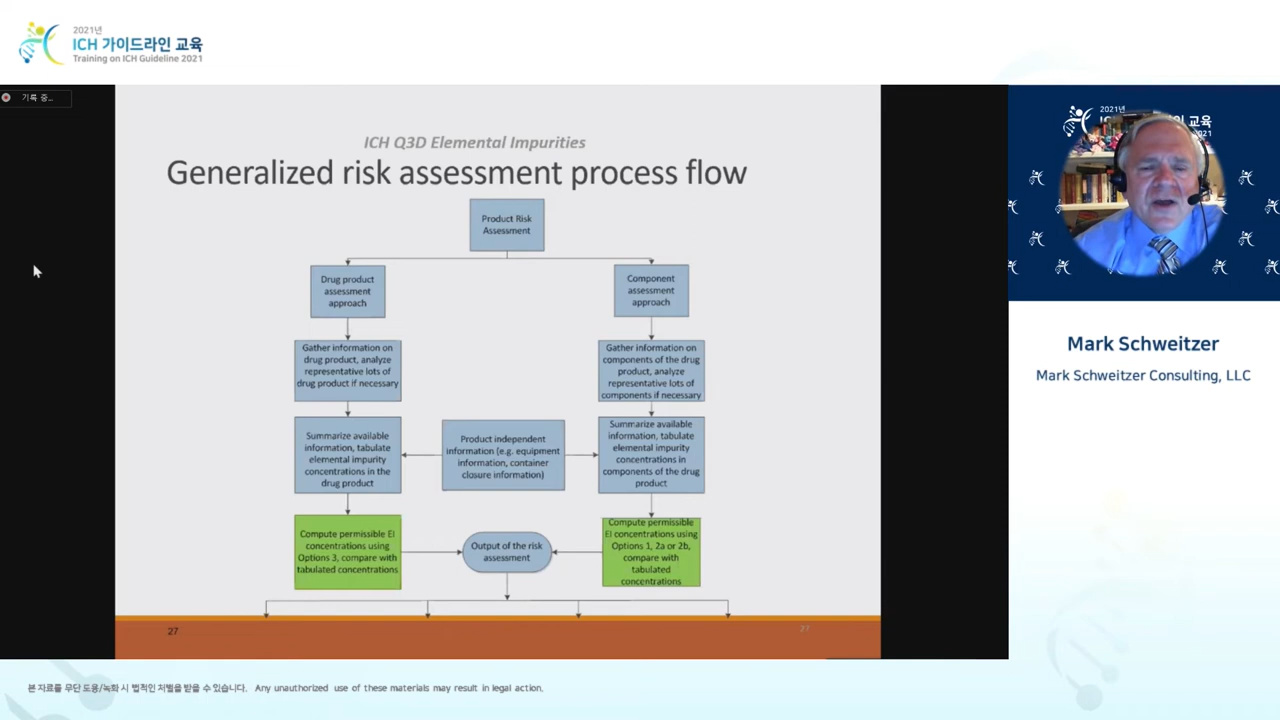 2021년
ICH 가이드라인 교육
Training on ICH Guideline 2021
기록 중...
ICH Q3D Elemental Impurities
Generalized risk assessment process flow
Product Risk
Assessment
Drug product
assessment
approach
Component
assessment
approach
Gather information on
drug product, analyze
representative lots of
drug product if necessary
Gather information on
components of the drug
product, analyze
representative lots of
components if necessary
Summarize available
information, tabulate
elemental impurity
concentrations in the
drug product
Product independent
information (e.g. equipment
information, container
closure information)
Summarize available
information, tabulate
elemental impurity
concentrations in
components of the drug
product
Compute permissible EI
concentrations using
Options 3, compare with
tabulated concentrations
Output of the risk
assessment
Compute permissible
EI concentrations using
Options 1, 2a or 2b,
compare with
tabulated
concentrations
27
27
2021년
교육
2021
Mark Schweitzer
Mark Schweitzer Consulting, LLC
본 자료를 무단 도용/녹화 시 법적인 처벌을 받을 수 있습니다. Any unauthorized use of these materials may result in legal action.